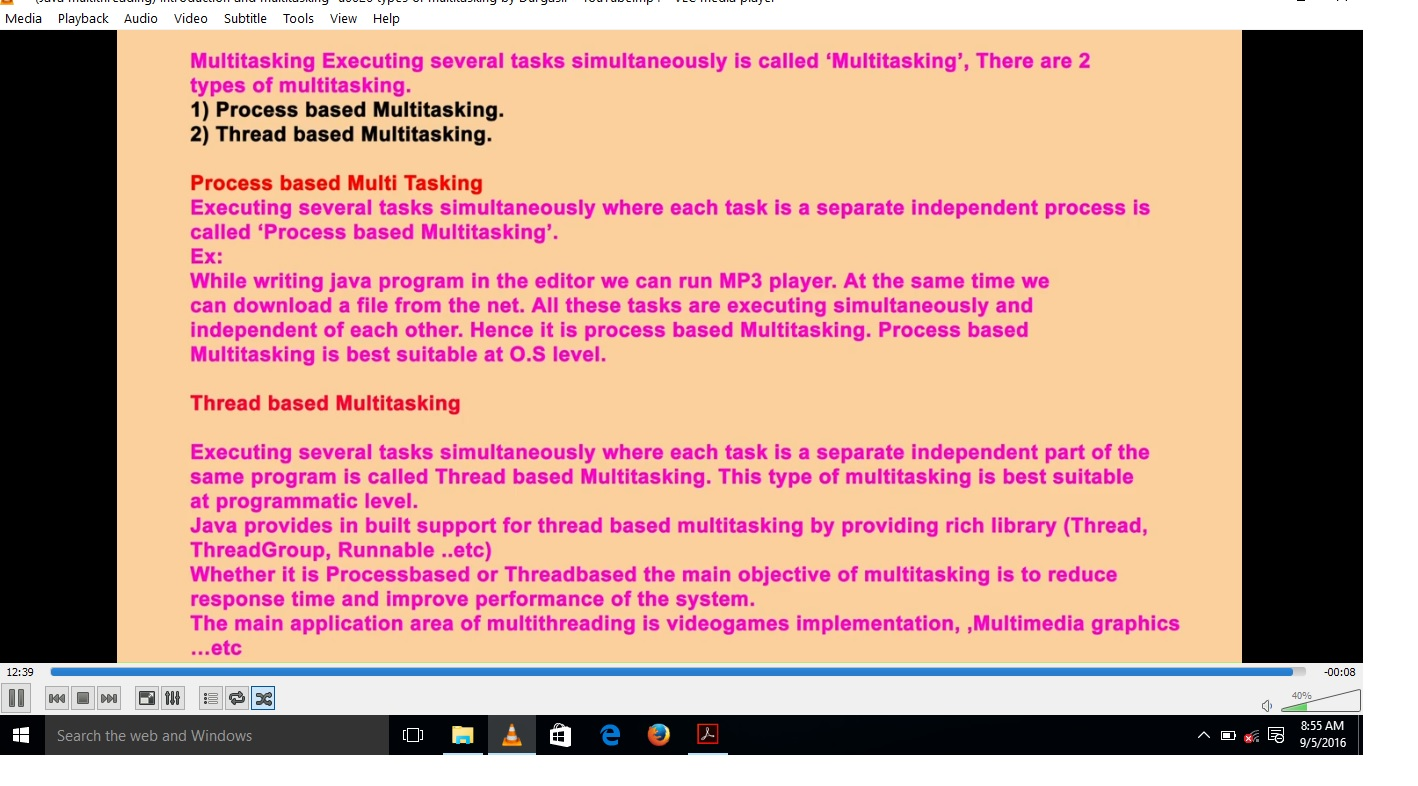 Media Playback Audio Video Subtitle Tools View Help
Multitasking Executing several tasks simultaneously is called ‘Multitasking’, There are 2
types of multitasking.
1) Process based Multitasking.
2) Thread based Multitasking.
Process based Multi Tasking
Executing several tasks simultaneously where each task is a separate independent process is
called ‘Process based Multitasking’.
Ex:
While writing java program in the editor we can run MP3 player. At the same time we
can download a file from the net. All these tasks are executing simultaneously and
independent of each other. Hence it is process based Multitasking. Process based
Multitasking is best suitable at O.S level.
Thread based Multitasking
Executing several tasks simultaneously where each task is a separate independent part of the
same program is called Thread based Multitasking. This type of multitasking is best suitable
at programmatic level.
Java provides in built support for thread based multitasking by providing rich library (Thread,
ThreadGroup, Runnable ..etc)
Whether it is Processbased or Threadbased the main objective of multitasking is to reduce
response time and improve performance of the system.
The main application area of multithreading is videogames implementation, ,Multimedia graphics
...etc
12:39 -00:08
40%
Search the web and Windows
8:55 AM
9/5/2016